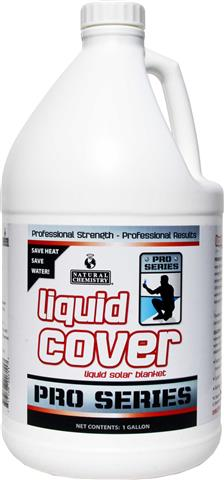 Professional Strength - Professional Results
SAVE HEAT
SAVE
WATER!
NATURAL
CHEMISTRY
PRO
SERIES
liquid
cover
liquid solar blanket
PRO SERIES
NET CONTENTS: 1 GALLON